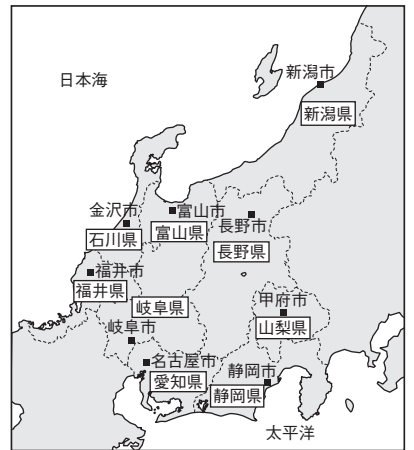 日本海
新潟市
新潟県
金沢市
富山市
石川県
富山県
長野市
長野県
福井市
福井県
岐阜県
甲府市
岐阜市
山梨県
名古屋市
愛知県
静岡市
静岡県
太平洋